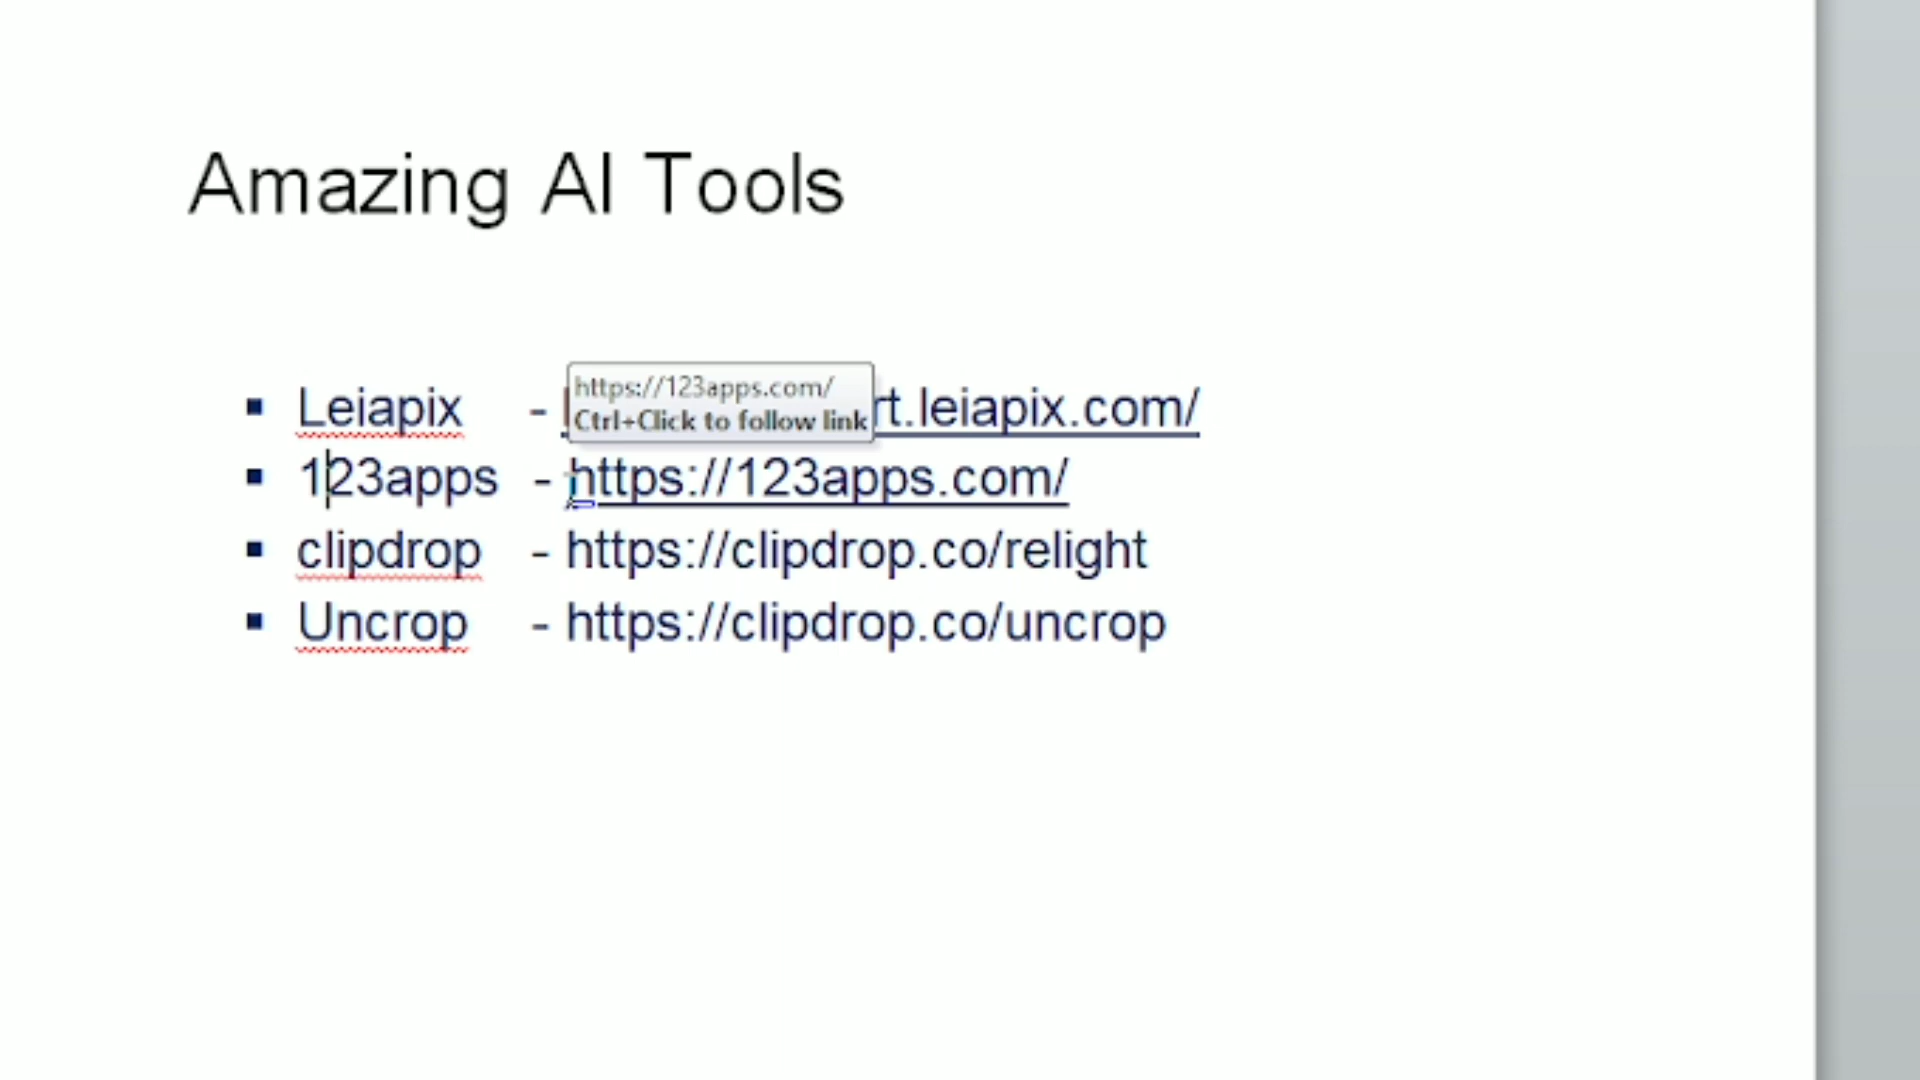 Amazing AI Tools
https://123apps.com/
Ctrl+Click to follow link
▪ Leiapix - rt.leiapix.com/
▪ 123apps - https://123apps.com/
▪ clipdrop - https://clipdrop.co/relight
▪ Uncrop - https://clipdrop.co/uncrop